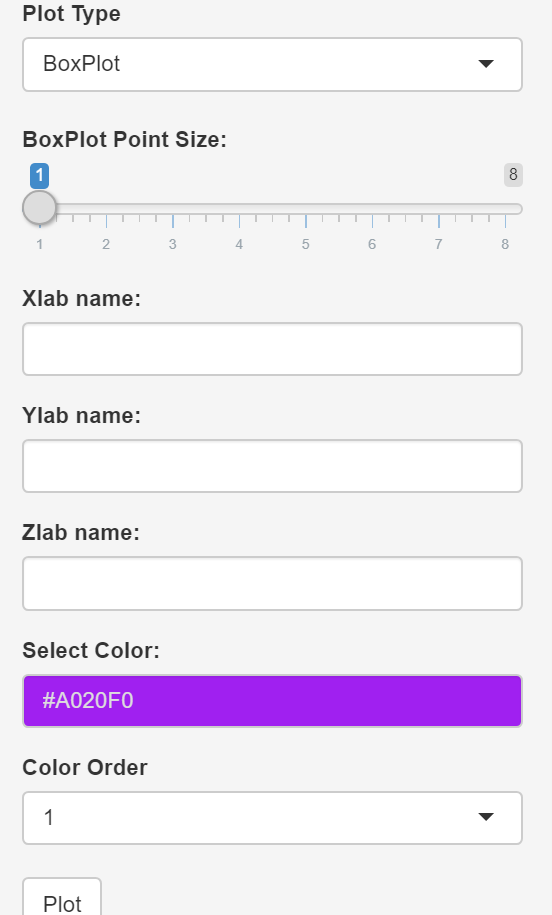 Plot Type
BoxPlot
BoxPlot Point Size:
1 8
1 2 3 4 5 6 7 8
Xlab name:
Ylab name:
Zlab name:
Select Color:
#A020F0
Color Order
1
Plot